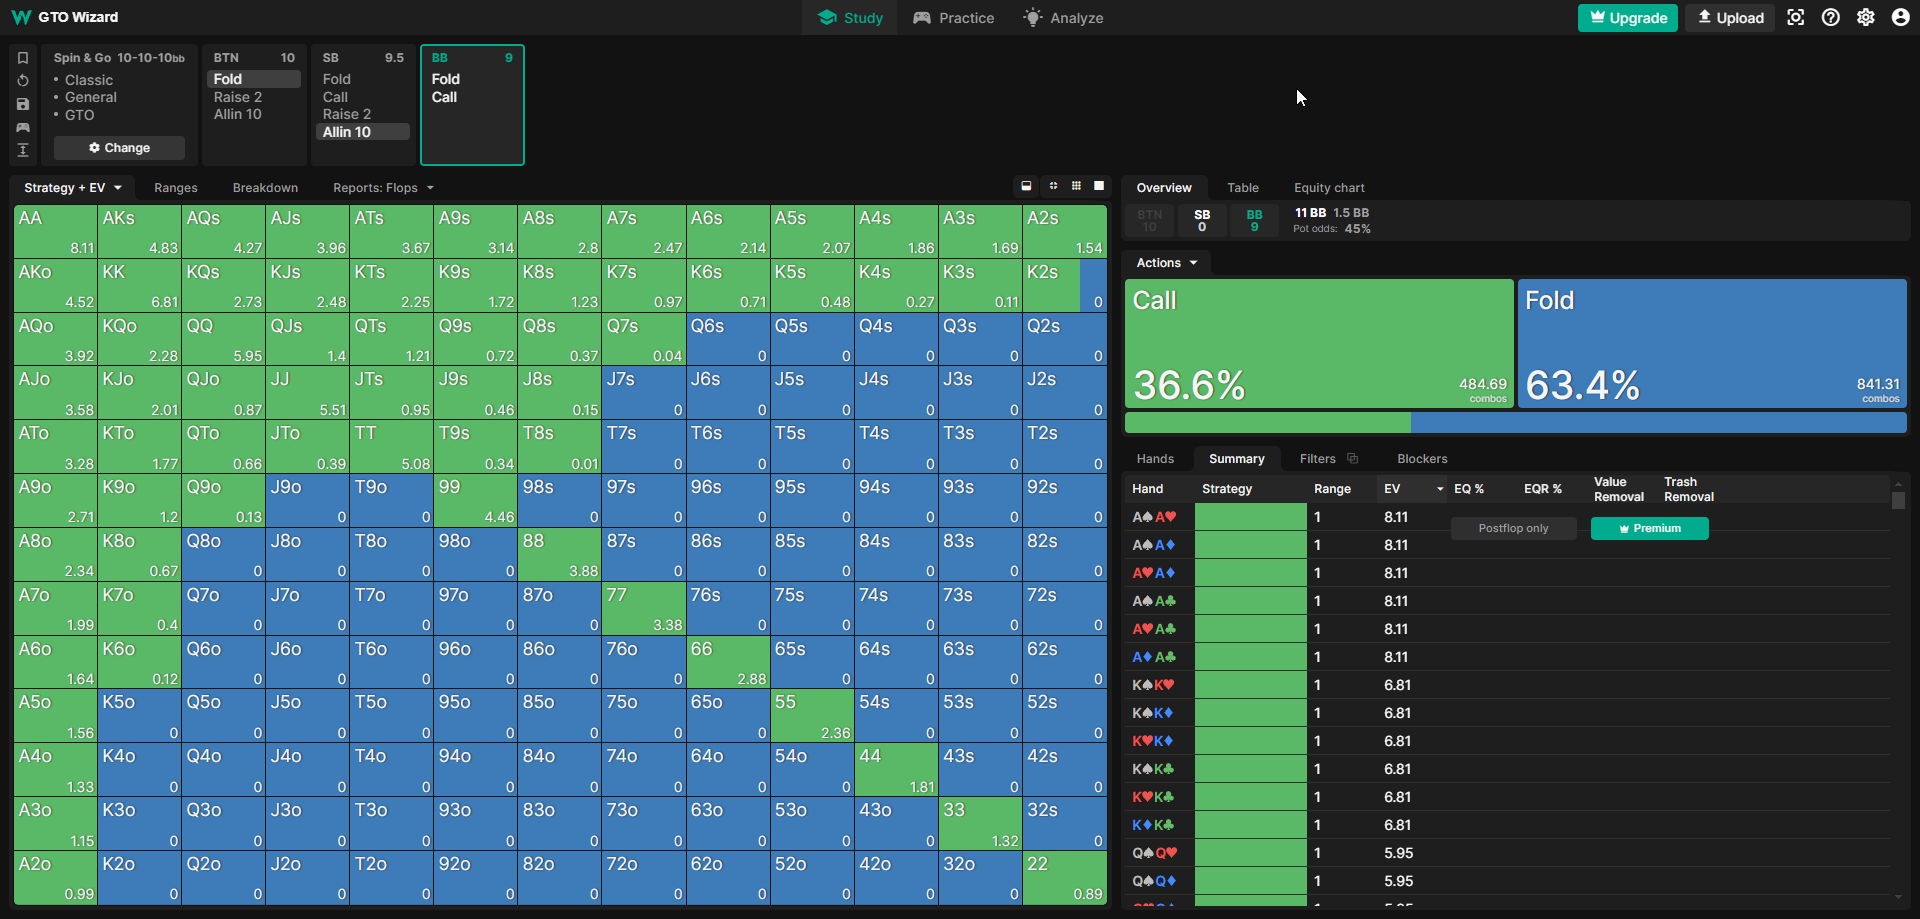 GTO Wizard
Study
Practice
Analyze
Upgrade
Upload
Spin & Go 10-10-10bb
• Classic
• General
• GTO
Change
BTN 10
Fold
Raise 2
Allin 10
SB 9.5
Fold
Call
Raise 2
Allin 10
BB 9
Fold
Call
Strategy + EV
Ranges
Breakdown
Reports: Flops
AA AKs AQs AJs ATs A9s A8s A7s A6s A5s A4s A3s A2s
8.11 4.83 4.27 3.96 3.67 3.14 2.8 2.47 2.14 2.07 1.86 1.69 1.54
AKo KK KQs KJs KTs K9s K8s K7s K6s K5s K4s K3s K2s
4.52 6.81 2.73 2.48 2.25 1.72 1.23 0.97 0.71 0.48 0.27 0.11 0
AQo KQo QQ QJs QTs Q9s Q8s Q7s Q6s Q5s Q4s Q3s Q2s
3.92 2.28 5.95 1.4 1.21 0.72 0.37 0.04 0 0 0 0 0
AJo KJo QJo JJ JTs J9s J8s J7s J6s J5s J4s J3s J2s
3.58 2.01 0.87 5.51 0.95 0.46 0.15 0 0 0 0 0 0
ATo KTo QTo JTo TT T9s T8s T7s T6s T5s T4s T3s T2s
3.28 1.77 0.66 0.39 5.08 0.34 0.01 0 0 0 0 0 0
A9o K9o Q9o J9o T9o 99 98s 97s 96s 95s 94s 93s 92s
2.71 1.2 0.13 0 0 4.46 0 0 0 0 0 0 0
A8o K8o Q8o J8o T8o 98o 88 87s 86s 85s 84s 83s 82s
2.34 0.67 0 0 0 0 3.88 0 0 0 0 0 0
A7o K7o Q7o J7o T7o 97o 87o 77 76s 75s 74s 73s 72s
1.99 0.4 0 0 0 0 0 3.38 0 0 0 0 0
A6o K6o Q6o J6o T6o 96o 86o 76o 66 65s 64s 63s 62s
1.64 0.12 0 0 0 0 0 0 2.88 0 0 0 0
A5o K5o Q5o J5o T5o 95o 85o 75o 65o 55 54s 53s 52s
1.56 0 0 0 0 0 0 0 0 2.36 0 0 0
A4o K4o Q4o J4o T4o 94o 84o 74o 64o 54o 44 43s 42s
1.33 0 0 0 0 0 0 0 0 0 1.81 0 0
A3o K3o Q3o J3o T3o 93o 83o 73o 63o 53o 43o 33 32s
1.15 0 0 0 0 0 0 0 0 0 0 1.32 0
A2o K2o Q2o J2o T2o 92o 82o 72o 62o 52o 42o 32o 22
0.99 0 0 0 0 0 0 0 0 0 0 0 0.89
Overview
Table
Equity chart
BTN SB BB 11 BB 1.5 BB
10 0 9 Pot odds: 45%
Actions
Call
36.6%
484.69
combos
Fold
63.4%
841.31
combos
Hands
Summary
Filters
Blockers
Hand Strategy Range EV EQ % EQR % Value Removal Trash Removal
A♠A♥ 1 8.11
Postflop only
Premium
A♠A♦ 1 8.11
A♥A♦ 1 8.11
A♠A♣ 1 8.11
A♥A♣ 1 8.11
A♦A♣ 1 8.11
K♠K♥ 1 6.81
K♠K♦ 1 6.81
K♥K♦ 1 6.81
K♠K♣ 1 6.81
K♥K♣ 1 6.81
K♦K♣ 1 6.81
Q♠Q♥ 1 5.95
Q♠Q♦ 1 5.95